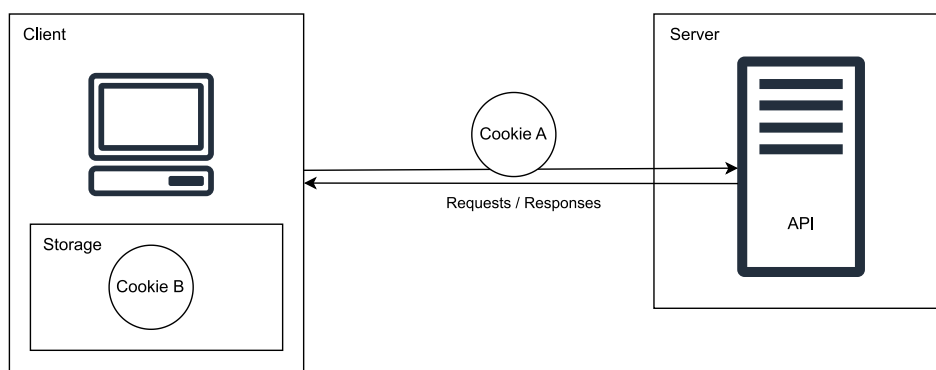 Client
Server
Cookie A
Requests / Responses
API
Storage
Cookie B